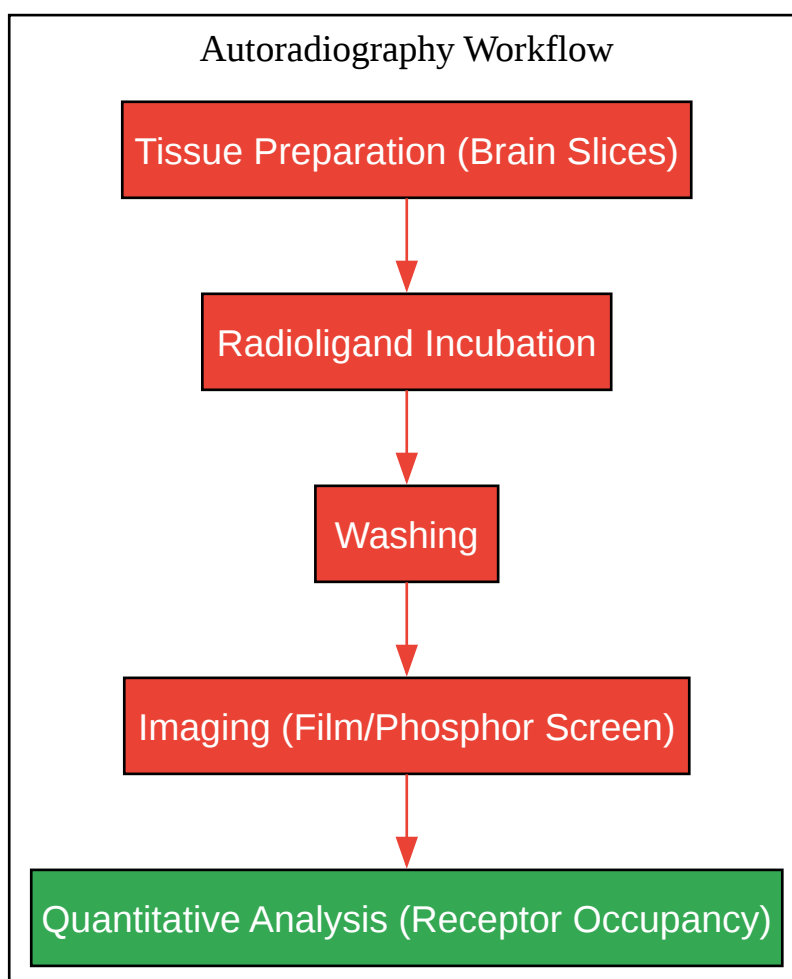 Autoradiography Workflow
Tissue Preparation (Brain Slices)
Radioligand Incubation
Washing
Imaging (Film/Phosphor Screen)
Quantitative Analysis (Receptor Occupancy)